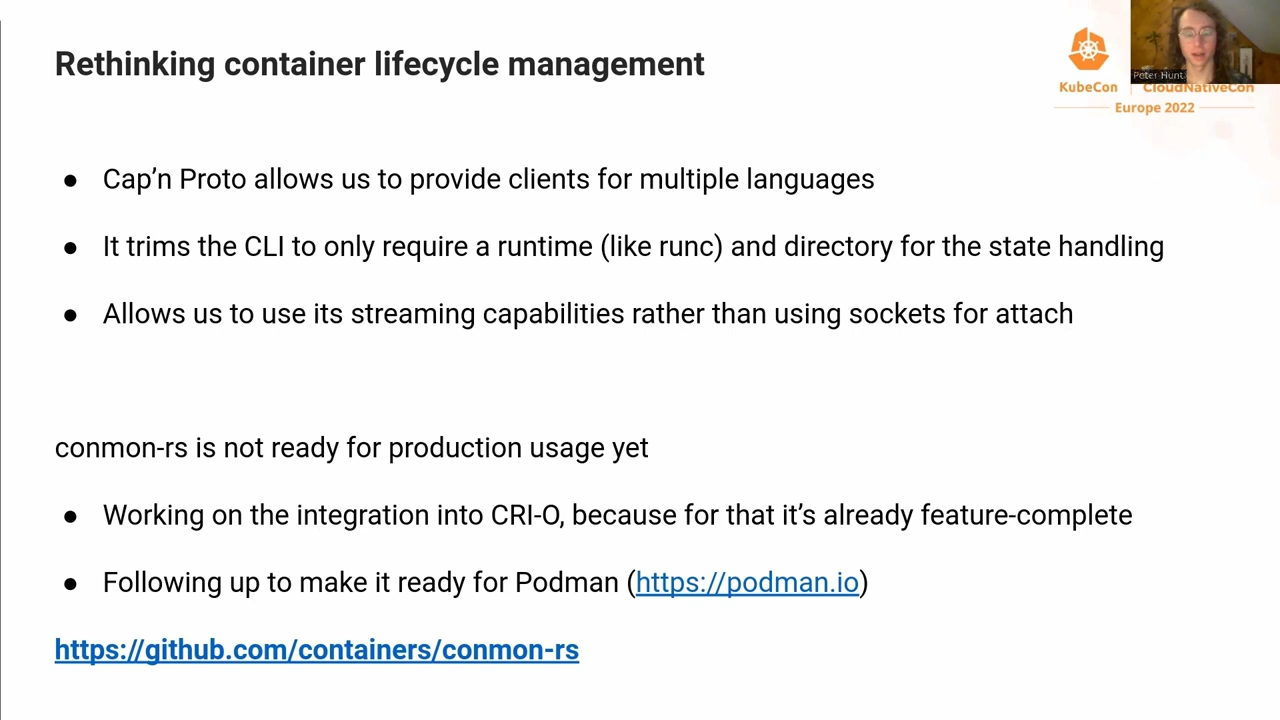 Rethinking container lifecycle management
Peter Hunt
KubeCon
CloudNativeCon
Europe 2022
● Cap’n Proto allows us to provide clients for multiple languages
● It trims the CLI to only require a runtime (like runc) and directory for the state handling
● Allows us to use its streaming capabilities rather than using sockets for attach
conmon-rs is not ready for production usage yet
● Working on the integration into CRI-O, because for that it’s already feature-complete
● Following up to make it ready for Podman (https://podman.io)
https://github.com/containers/conmon-rs